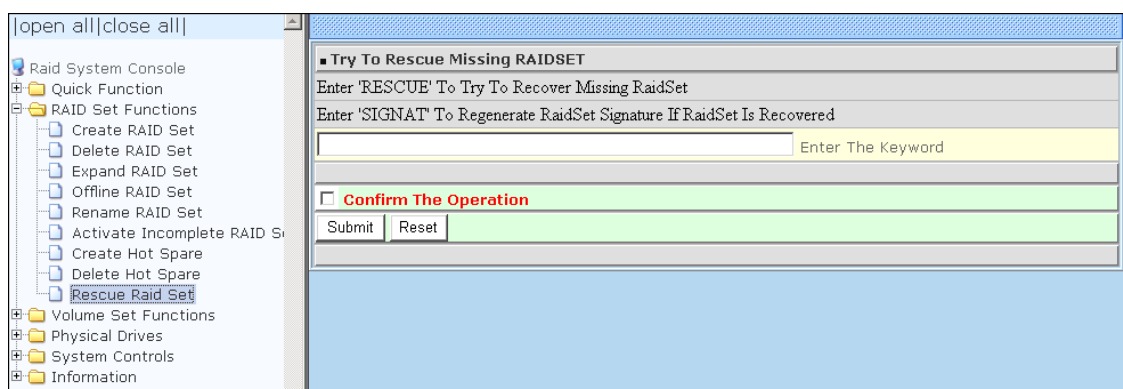 |open all|close all|
Raid System Console
Quick Function
RAID Set Functions
Create RAID Set
Delete RAID Set
Expand RAID Set
Offline RAID Set
Rename RAID Set
Activate Incomplete RAID S
Create Hot Spare
Delete Hot Spare
Rescue Raid Set
Volume Set Functions
Physical Drives
System Controls
Information
Try To Rescue Missing RAIDSET
Enter 'RESCUE' To Try To Recover Missing RaidSet
Enter 'SIGNAT' To Regenerate RaidSet Signature If RaidSet Is Recovered
Enter The Keyword
Confirm The Operation
Submit Reset